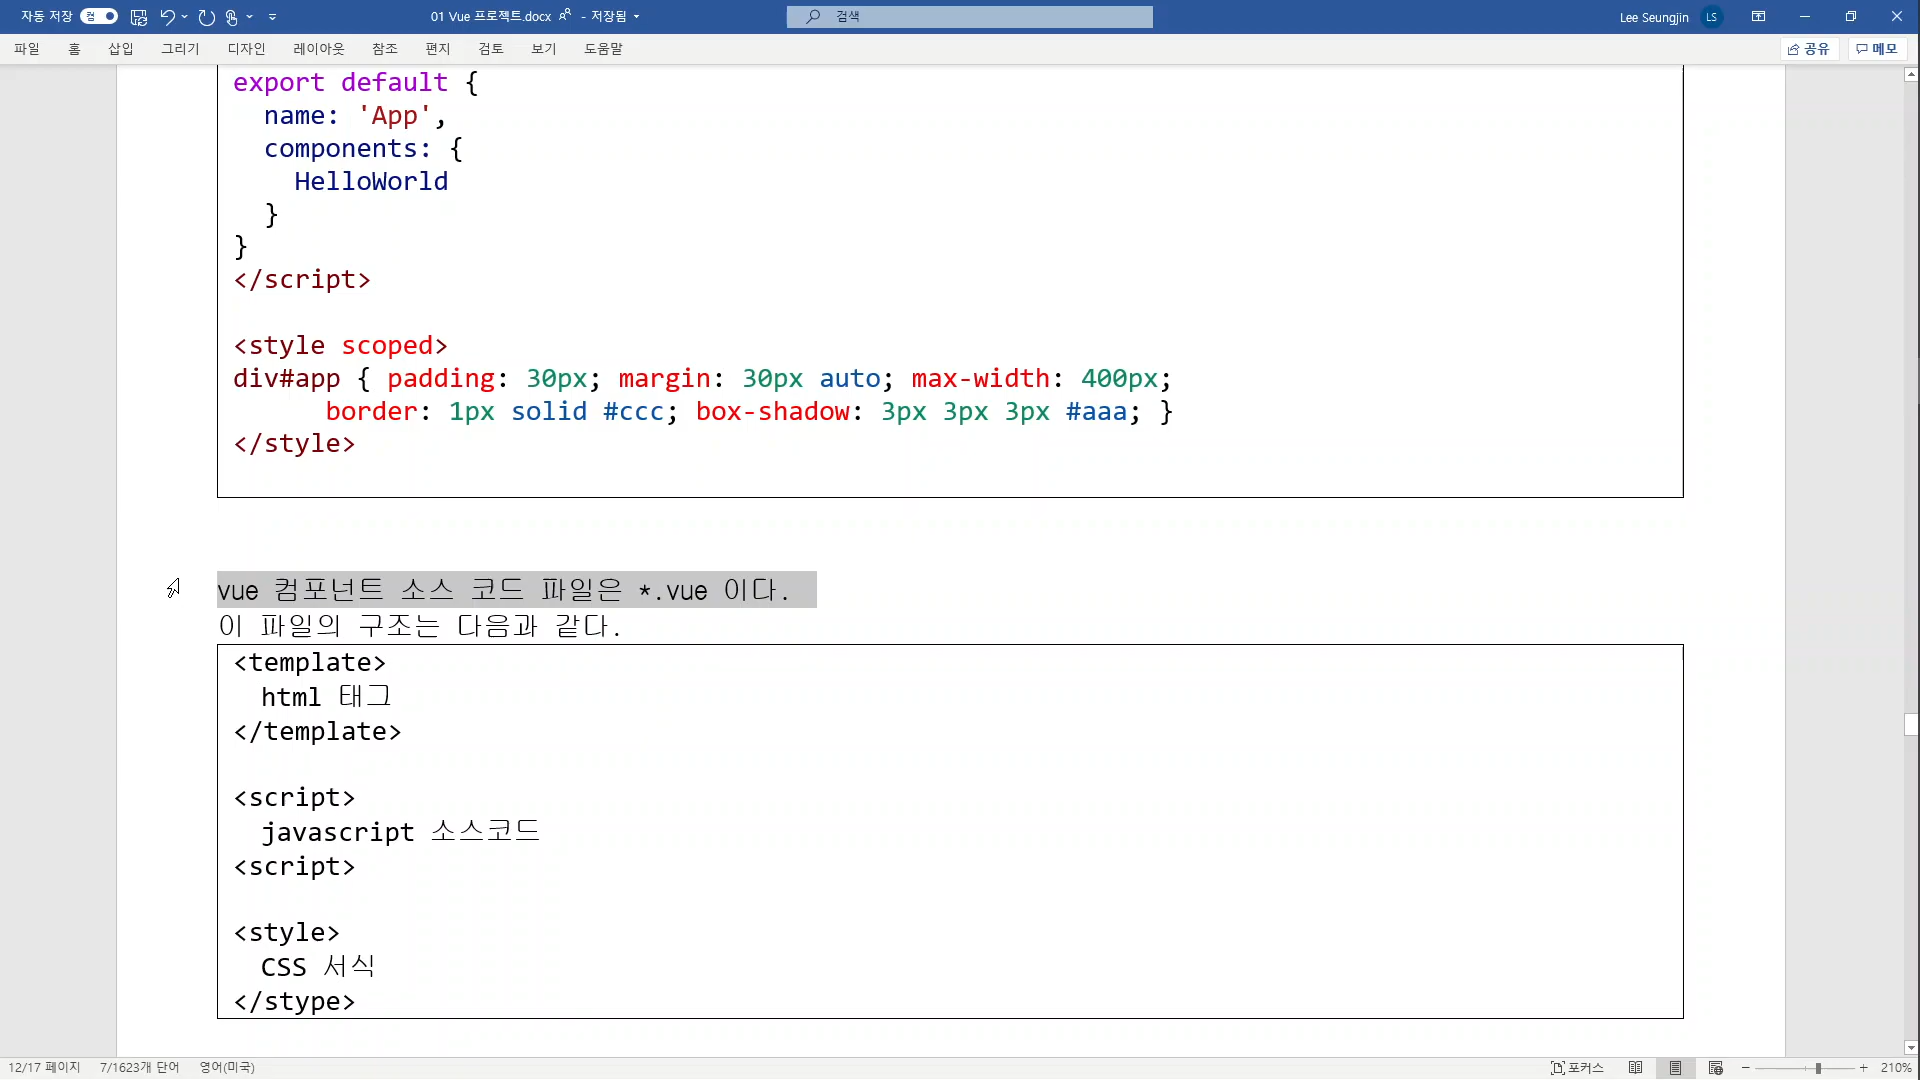 자동 저장 켬 01 Vue 프로젝트.docx - 저장됨 검색 Lee Seungjin LS
파일 홈 삽입 그리기 디자인 레이아웃 참조 편지 검토 보기 도움말 공유 메모
export default {
  name: 'App',
  components: {
    HelloWorld
  }
}
</script>
<style scoped>
div#app { padding: 30px; margin: 30px auto; max-width: 400px;
      border: 1px solid #ccc; box-shadow: 3px 3px 3px #aaa; }
</style>
vue 컴포넌트 소스 코드 파일은 *.vue 이다.
이 파일의 구조는 다음과 같다.
<template>
  html 태그
</template>
<script>
  javascript 소스코드
<script>
<style>
  CSS 서식
</stype>
12/17 페이지 7/1623개 단어 영어(미국) 포커스 210%